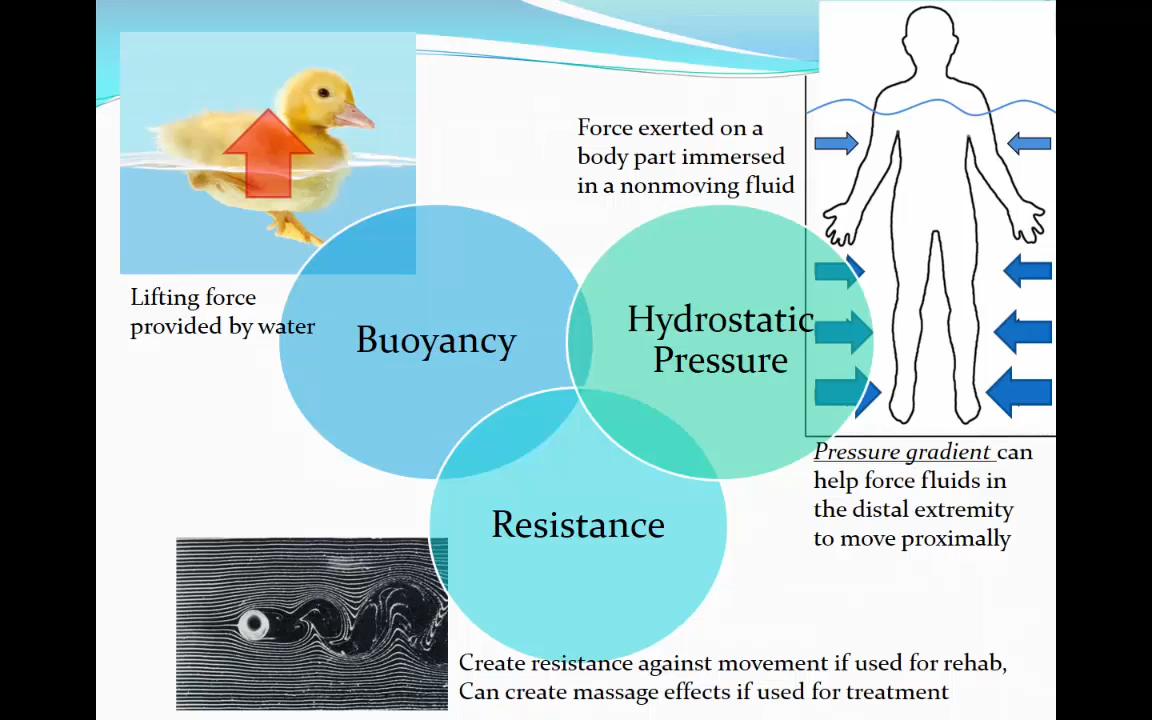 Force exerted on a
body part immersed
in a nonmoving fluid
Lifting force
provided by water
Buoyancy
Hydrostatic
Pressure
Pressure gradient can
help force fluids in
the distal extremity
to move proximally
Resistance
Create resistance against movement if used for rehab,
Can create massage effects if used for treatment